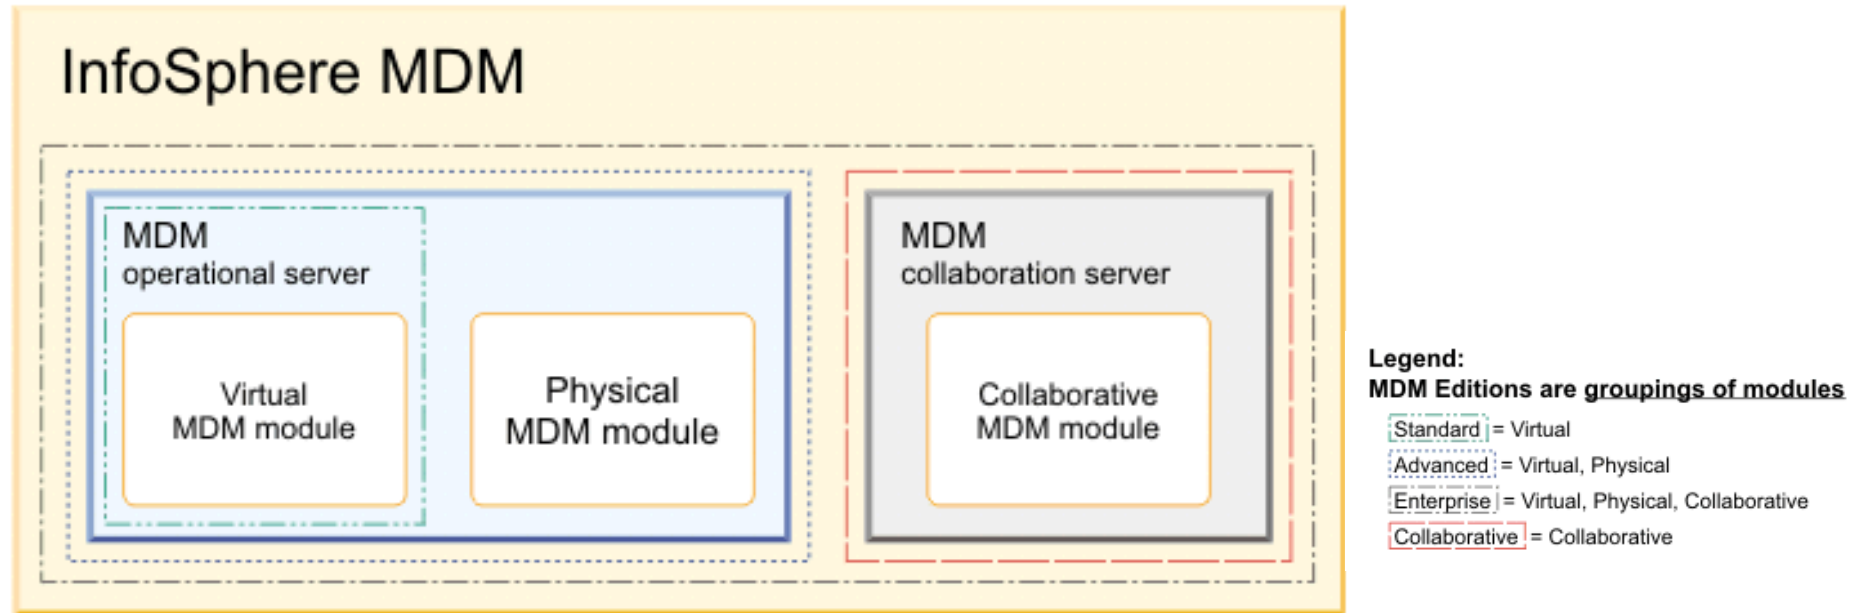 InfoSphere MDM
MDM
operational server
Virtual
MDM module
Physical
MDM module
MDM
collaboration server
Collaborative
MDM module
Legend:
MDM Editions are groupings of modules
Standard = Virtual
Advanced = Virtual, Physical
Enterprise = Virtual, Physical, Collaborative
Collaborative = Collaborative